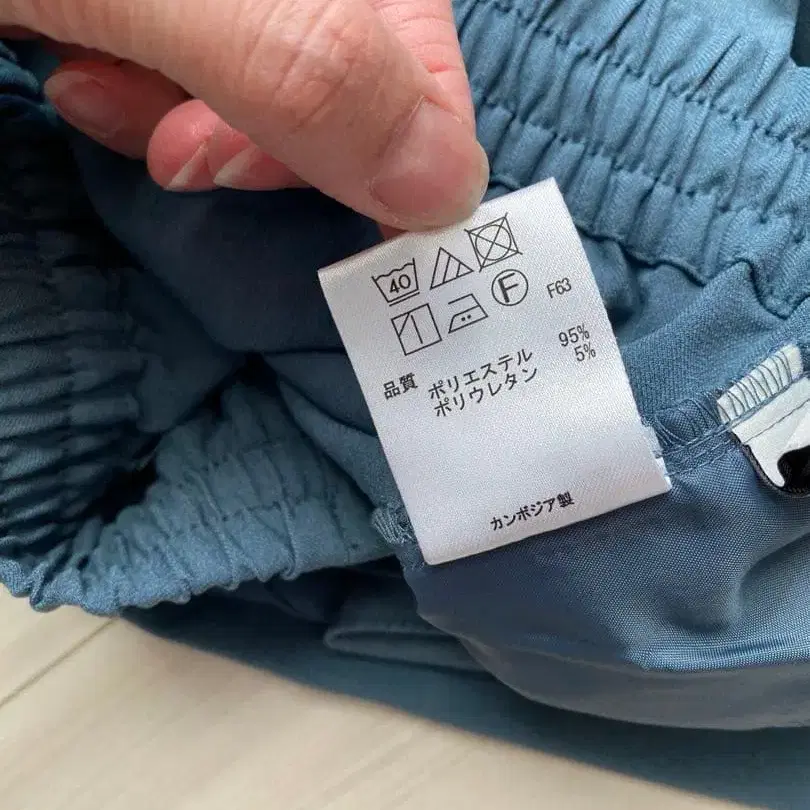 40
F
F63
品質 ポリエステル 95%
ポリウレタン 5%
カンボジア製